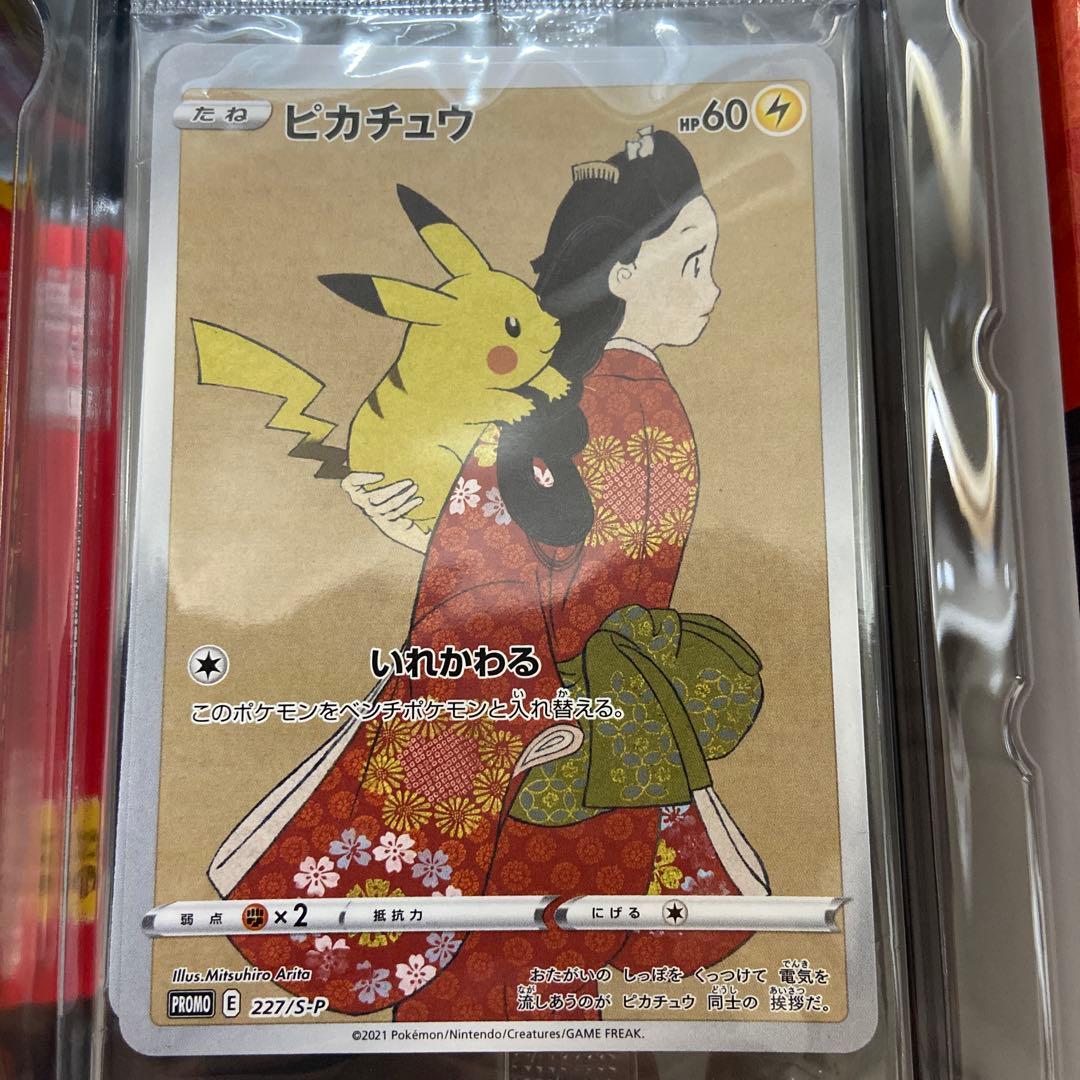 たね ピカチュウ HP60
いれかわる
このポケモンをベンチポケモンと入れ替える。
弱点 ×2 抵抗力 にげる
Illus.Mitsuhiro Arita
おたがいの しっぽを くっつけて 電気を
流しあうのが ピカチュウ 同士の 挨拶だ。
PROMO E 227/S-P
©2021 Pokémon/Nintendo/Creatures/GAME FREAK.